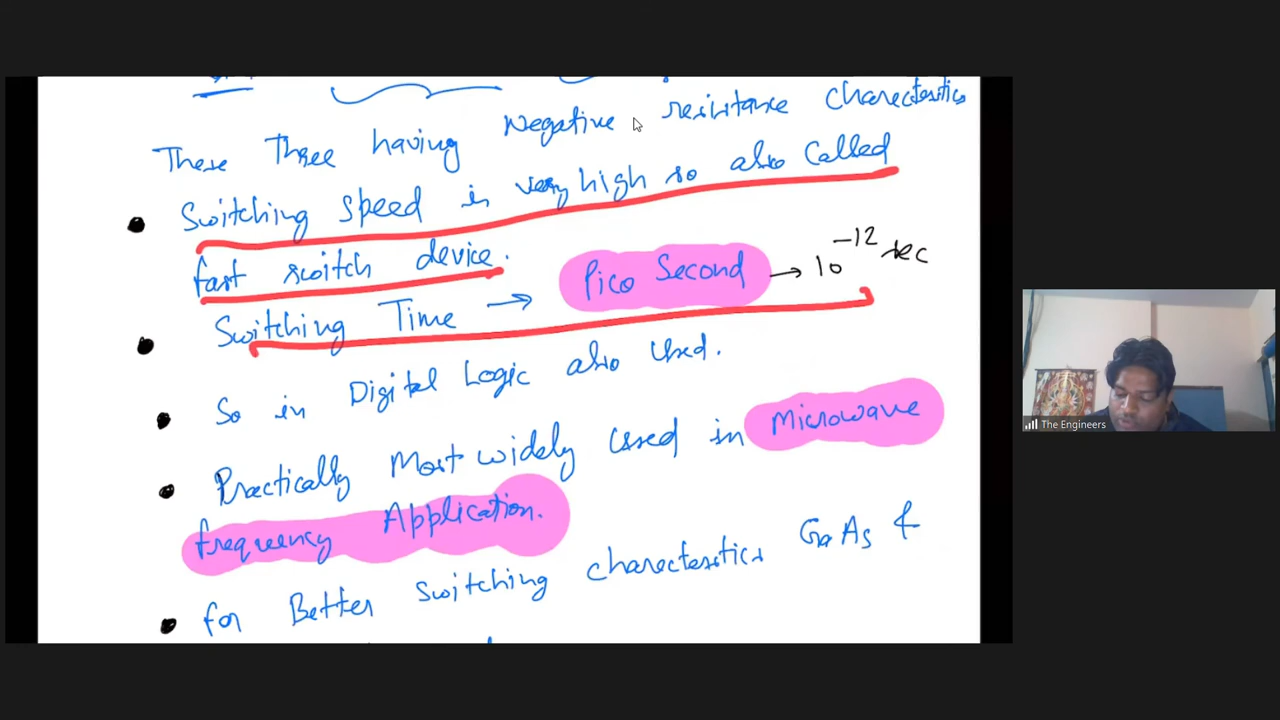 These Three having Negative resistance Charecteristics
Switching speed is very high so also Called
fast switch device.
Switching Time → Pico Second → 10⁻¹² sec
So in Digital Logic also Used.
Practically Most widely Used in Microwave
frequency Application.
for Better Switching charecteristics GaAs &
The Engineers